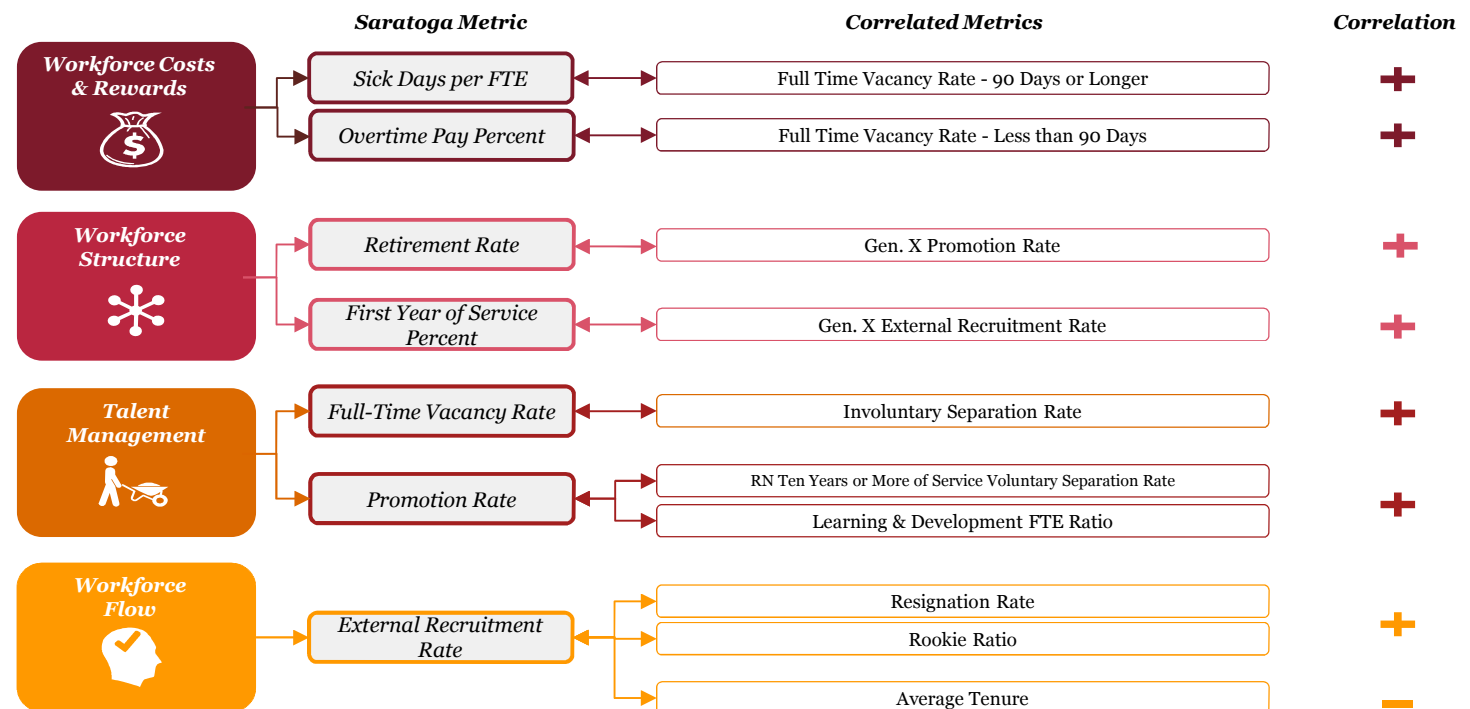 Saratoga Metric
Correlated Metrics
Correlation
Workforce Costs
& Rewards
$
Sick Days per FTE
Full Time Vacancy Rate - 90 Days or Longer
+
Overtime Pay Percent
Full Time Vacancy Rate - Less than 90 Days
+
Workforce
Structure
Retirement Rate
Gen. X Promotion Rate
+
First Year of Service
Percent
Gen. X External Recruitment Rate
+
Talent
Management
Full-Time Vacancy Rate
Involuntary Separation Rate
+
Promotion Rate
RN Ten Years or More of Service Voluntary Separation Rate
Learning & Development FTE Ratio
+
Workforce
Flow
External Recruitment
Rate
Resignation Rate
Rookie Ratio
+
Average Tenure
−